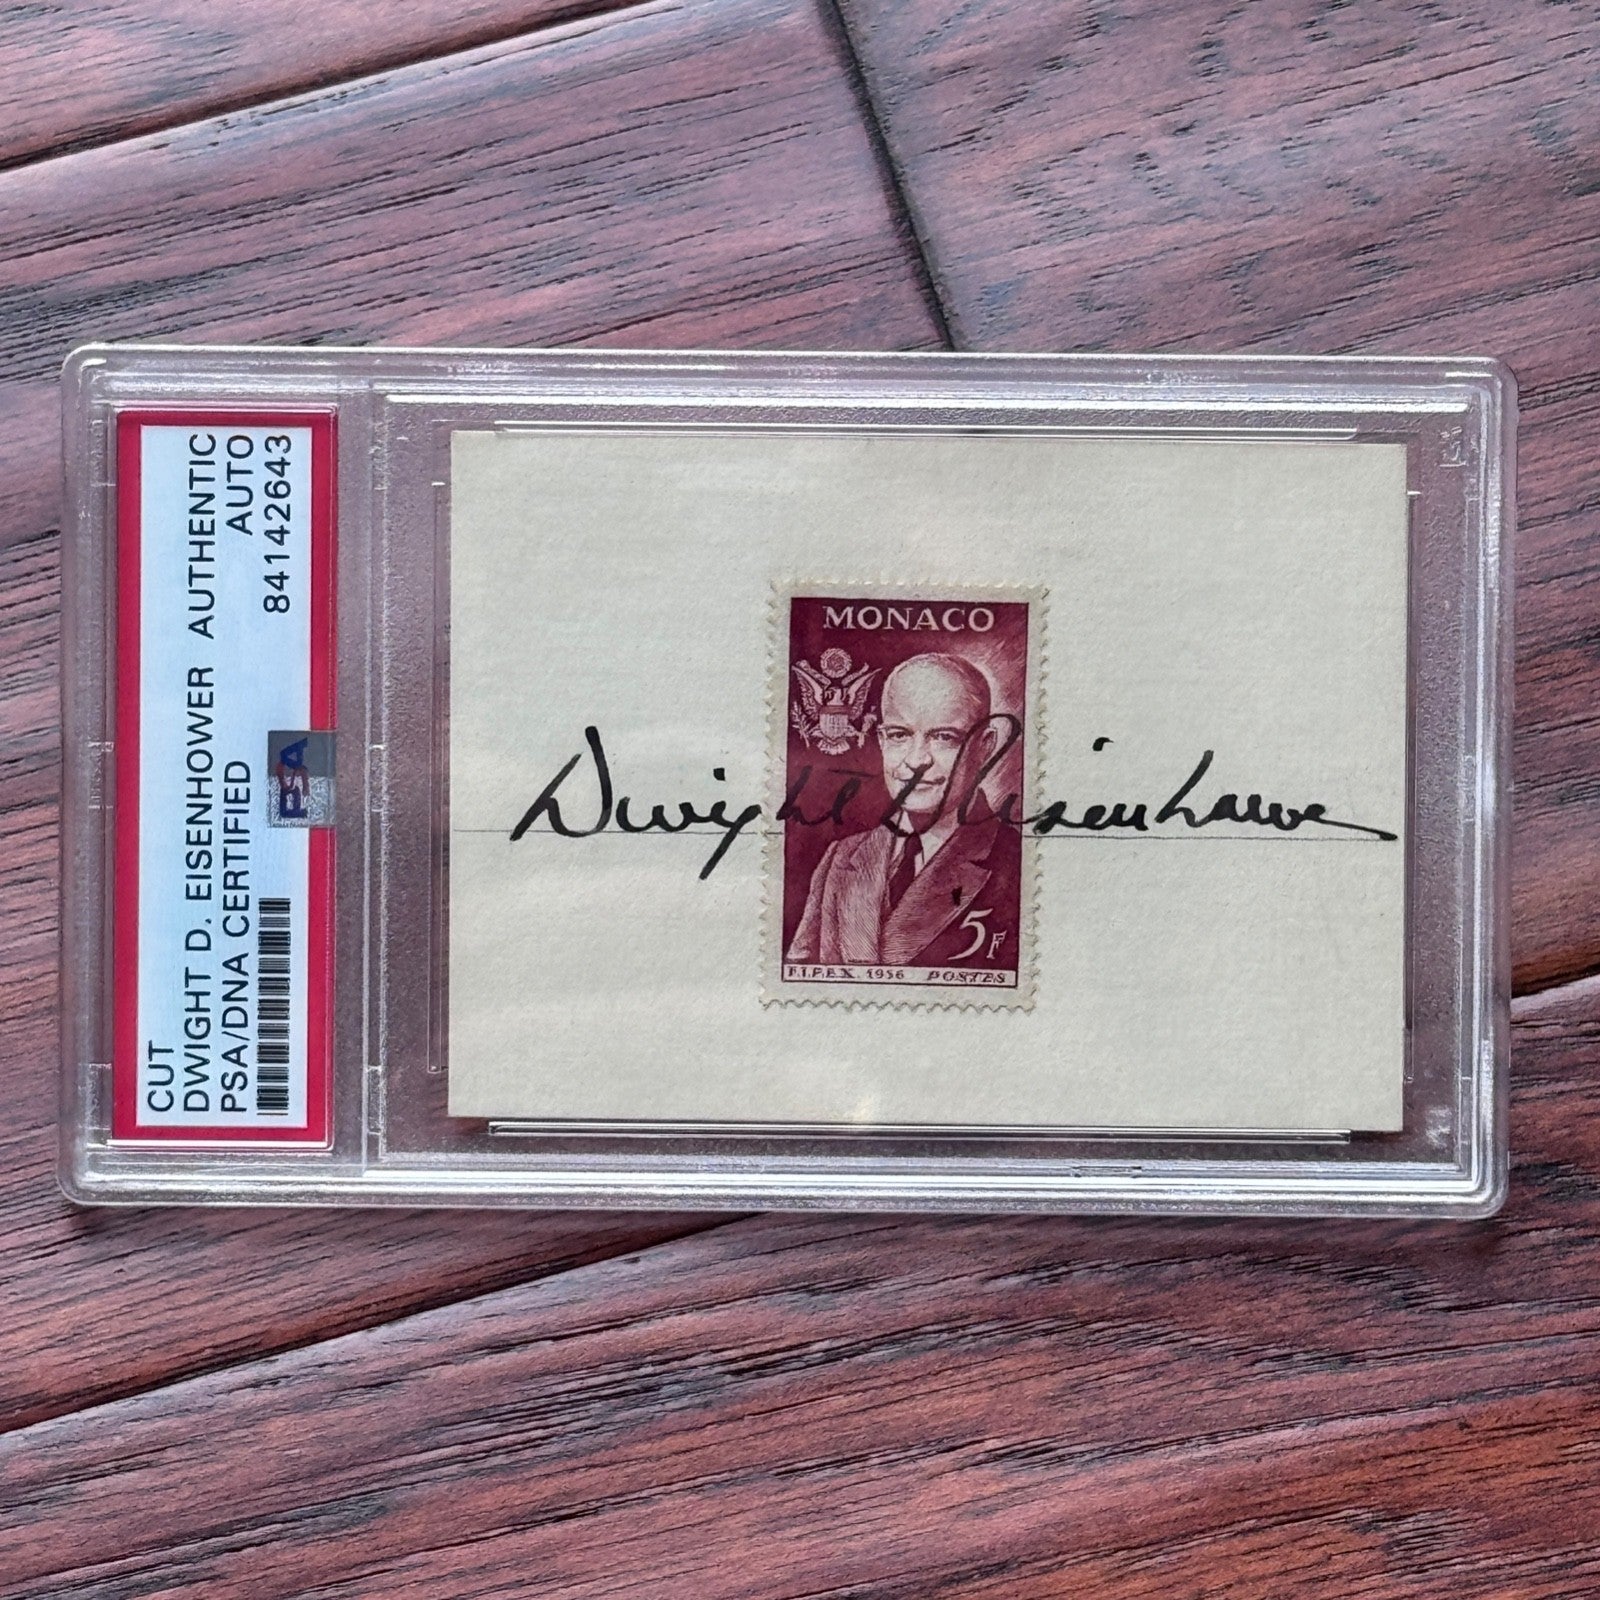 CUT
DWIGHT D. EISENHOWER AUTHENTIC
PSA/DNA CERTIFIED AUTO
84142643
PSA
MONACO
Dwight D Eisenhower
5F
F.I.P.E.X. 1956 POSTES